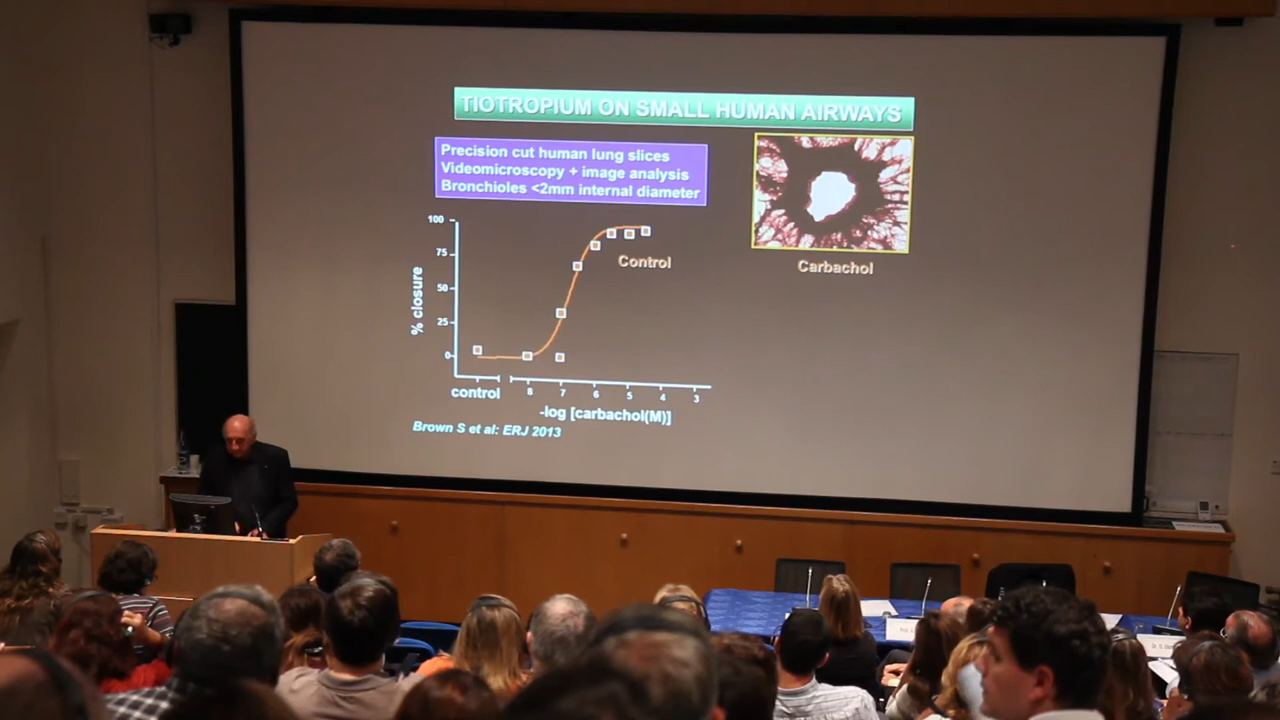 TIOTROPIUM ON SMALL HUMAN AIRWAYS
Precision cut human lung slices
Videomicroscopy + image analysis
Bronchioles <2mm internal diameter
100
75
50
25
0
% closure
Control
Carbachol
control
8 7 6 5 4 3
-log [carbachol(M)]
Brown S et al: ERJ 2013